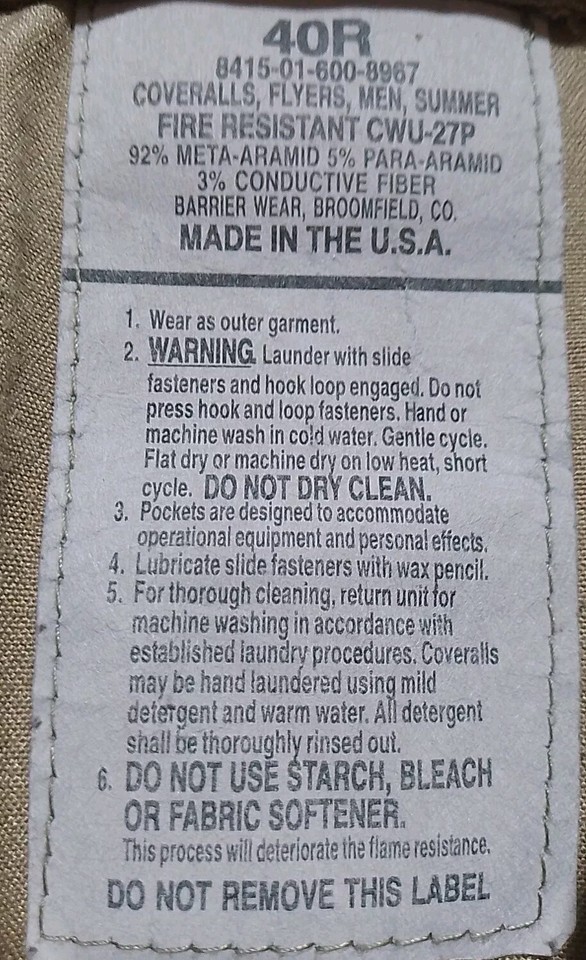 40R
8415-01-600-8967
COVERALLS, FLYERS, MEN, SUMMER
FIRE RESISTANT CWU-27P
92% META-ARAMID 5% PARA-ARAMID
3% CONDUCTIVE FIBER
BARRIER WEAR, BROOMFIELD, CO.
MADE IN THE U.S.A.
1. Wear as outer garment.
2. WARNING. Launder with slide
fasteners and hook loop engaged. Do not
press hook and loop fasteners. Hand or
machine wash in cold water. Gentle cycle.
Flat dry or machine dry on low heat, short
cycle. DO NOT DRY CLEAN.
3. Pockets are designed to accommodate
operational equipment and personal effects.
4. Lubricate slide fasteners with wax pencil.
5. For thorough cleaning, return unit for
machine washing in accordance with
established laundry procedures. Coveralls
may be hand laundered using mild
detergent and warm water. All detergent
shall be thoroughly rinsed out.
6. DO NOT USE STARCH, BLEACH
OR FABRIC SOFTENER.
This process will deteriorate the flame resistance.
DO NOT REMOVE THIS LABEL